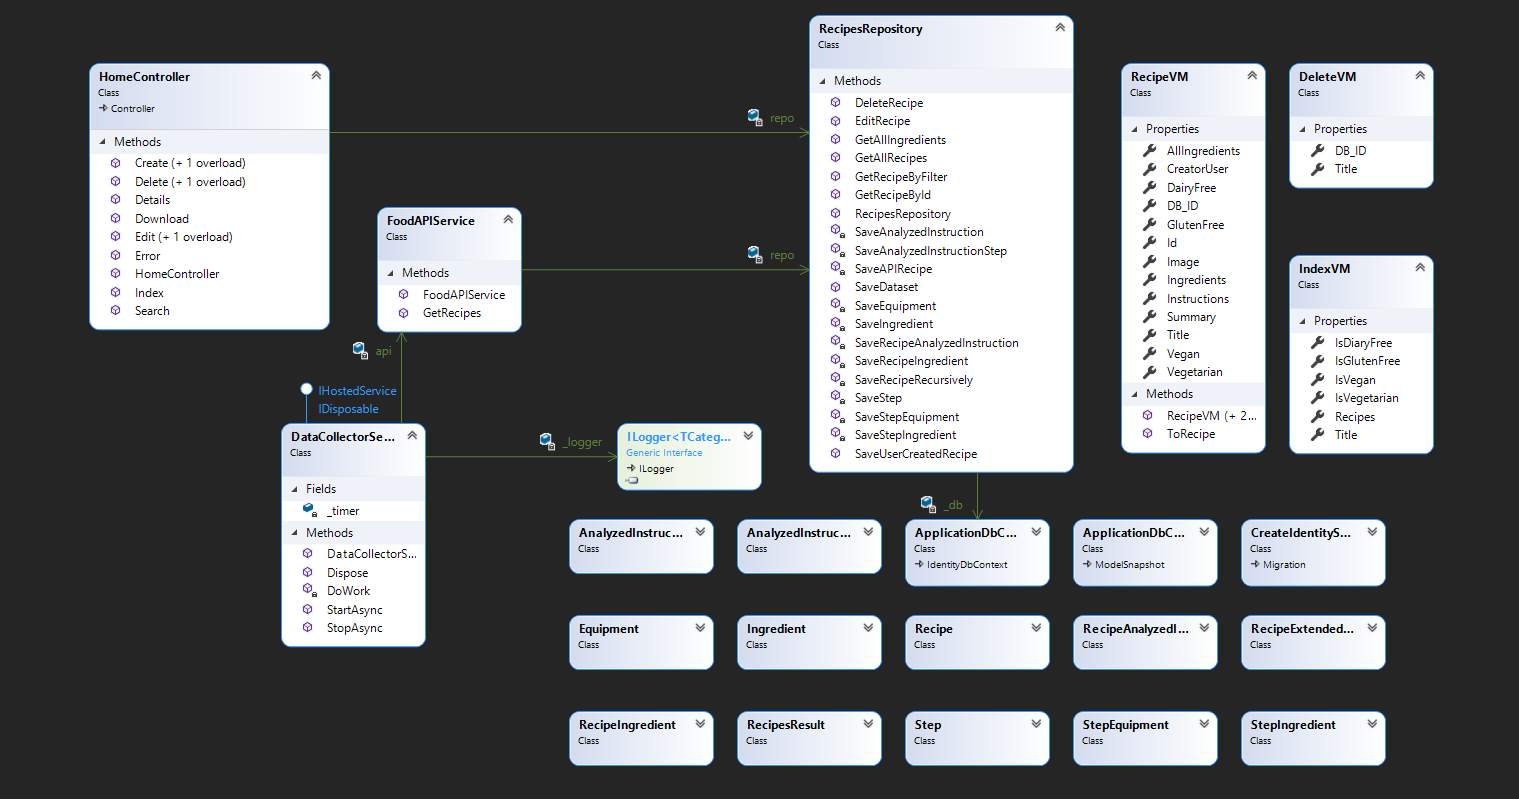 HomeController
Class
Controller
Methods
Create (+ 1 overload)
Delete (+ 1 overload)
Details
Download
Edit (+ 1 overload)
Error
HomeController
Index
Search
repo
FoodAPIService
Class
Methods
FoodAPIService
GetRecipes
repo
api
IHostedService
IDisposable
DataCollectorSe...
Class
Fields
_timer
Methods
DataCollectorS...
Dispose
DoWork
StartAsync
StopAsync
_logger
ILogger<TCateg...
Generic Interface
ILogger
RecipesRepository
Class
Methods
DeleteRecipe
EditRecipe
GetAllIngredients
GetAllRecipes
GetRecipeByFilter
GetRecipeById
RecipesRepository
SaveAnalyzedInstruction
SaveAnalyzedInstructionStep
SaveAPIRecipe
SaveDataset
SaveEquipment
SaveIngredient
SaveRecipeAnalyzedInstruction
SaveRecipeIngredient
SaveRecipeRecursively
SaveStep
SaveStepEquipment
SaveStepIngredient
SaveUserCreatedRecipe
_db
RecipeVM
Class
Properties
AllIngredients
CreatorUser
DairyFree
DB_ID
GlutenFree
Id
Image
Ingredients
Instructions
Summary
Title
Vegan
Vegetarian
Methods
RecipeVM (+ 2...
ToRecipe
DeleteVM
Class
Properties
DB_ID
Title
IndexVM
Class
Properties
IsDiaryFree
IsGlutenFree
IsVegan
IsVegetarian
Recipes
Title
AnalyzedInstruc...
Class
AnalyzedInstruc...
Class
ApplicationDbC...
Class
IdentityDbContext
ApplicationDbC...
Class
ModelSnapshot
CreateIdentityS...
Class
Migration
Equipment
Class
Ingredient
Class
Recipe
Class
RecipeAnalyzedI...
Class
RecipeExtended...
Class
RecipeIngredient
Class
RecipesResult
Class
Step
Class
StepEquipment
Class
StepIngredient
Class